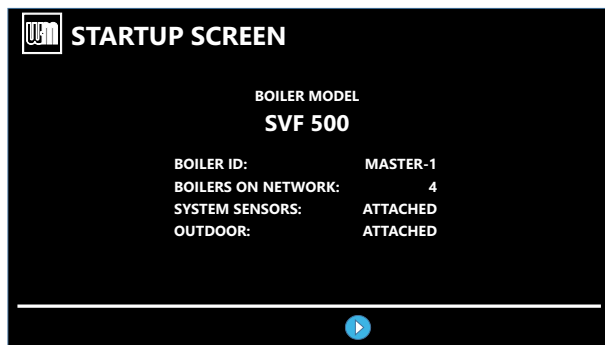 WM STARTUP SCREEN
BOILER MODEL
SVF 500
BOILER ID: MASTER-1
BOILERS ON NETWORK: 4
SYSTEM SENSORS: ATTACHED
OUTDOOR: ATTACHED